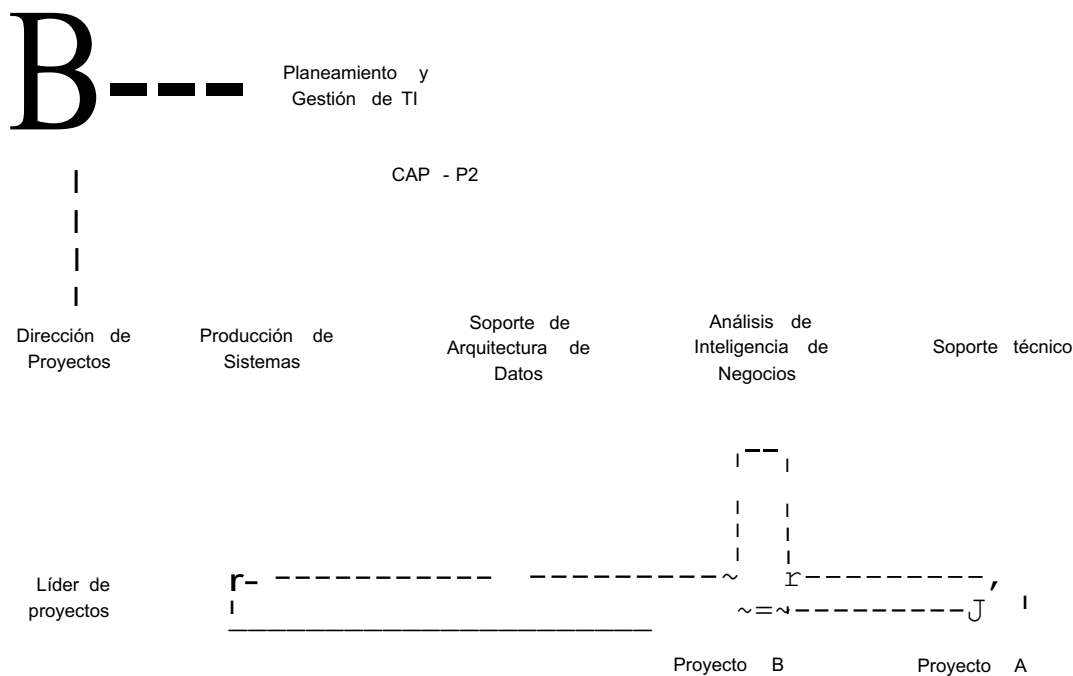 B
Planeamiento y
Gestión de TI
CAP - P2
Dirección de
Proyectos
Producción de
Sistemas
Soporte de
Arquitectura de
Datos
Análisis de
Inteligencia de
Negocios
Soporte técnico
Líder de
proyectos
Proyecto B
Proyecto A